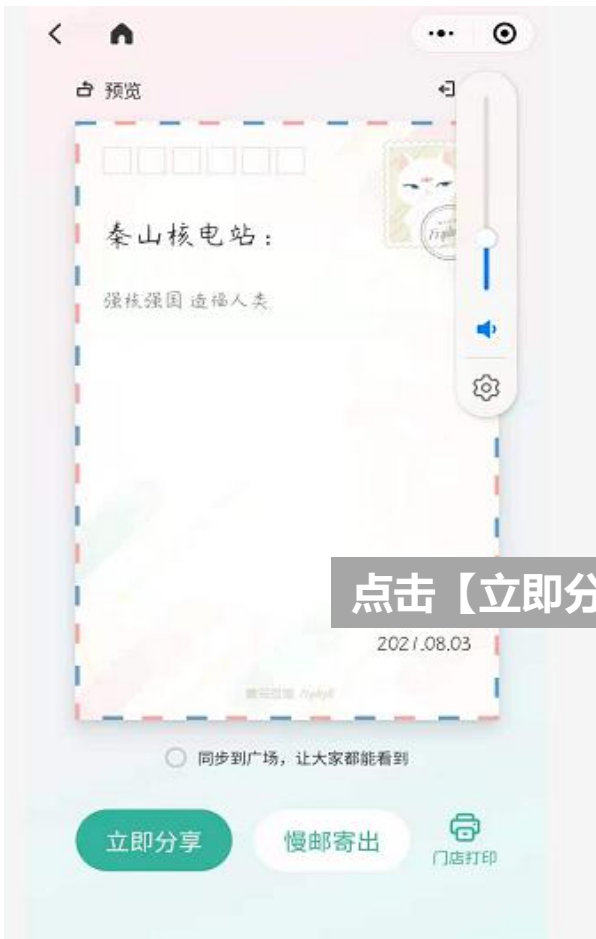 预览
秦山核电站：
强核强国 造福人类
点击【立即分
2021.08.03
同步到广场，让大家都能看到
立即分享
慢邮寄出
门店打印